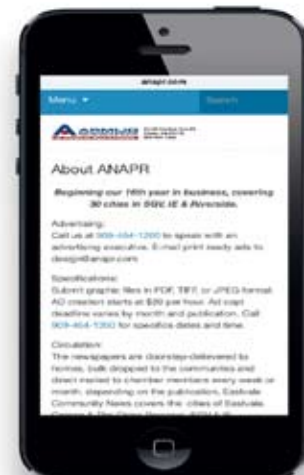 anapr.com
Menu
Search
About ANAPR
Beginning our 16th year in business, covering
30 cities in SGV, IE & Riverside.
Advertising:
Call us at 909-464-1200 to speak with an
advertising executive. E-mail print ready ads to
design@anapr.com
Specifications:
Submit graphic files in PDF, TIFF, or JPEG format.
AD creation starts at $20 per hour. Ad copy
deadline varies by month and publication. Call
for specifics dates and time.
Circulation:
The newspapers are doorstep-delivered to
homes, bulk dropped to the communities and
direct mailed to chamber members every week or
month, depending on the publication. Eastvale
Community News covers the cities of Eastvale,